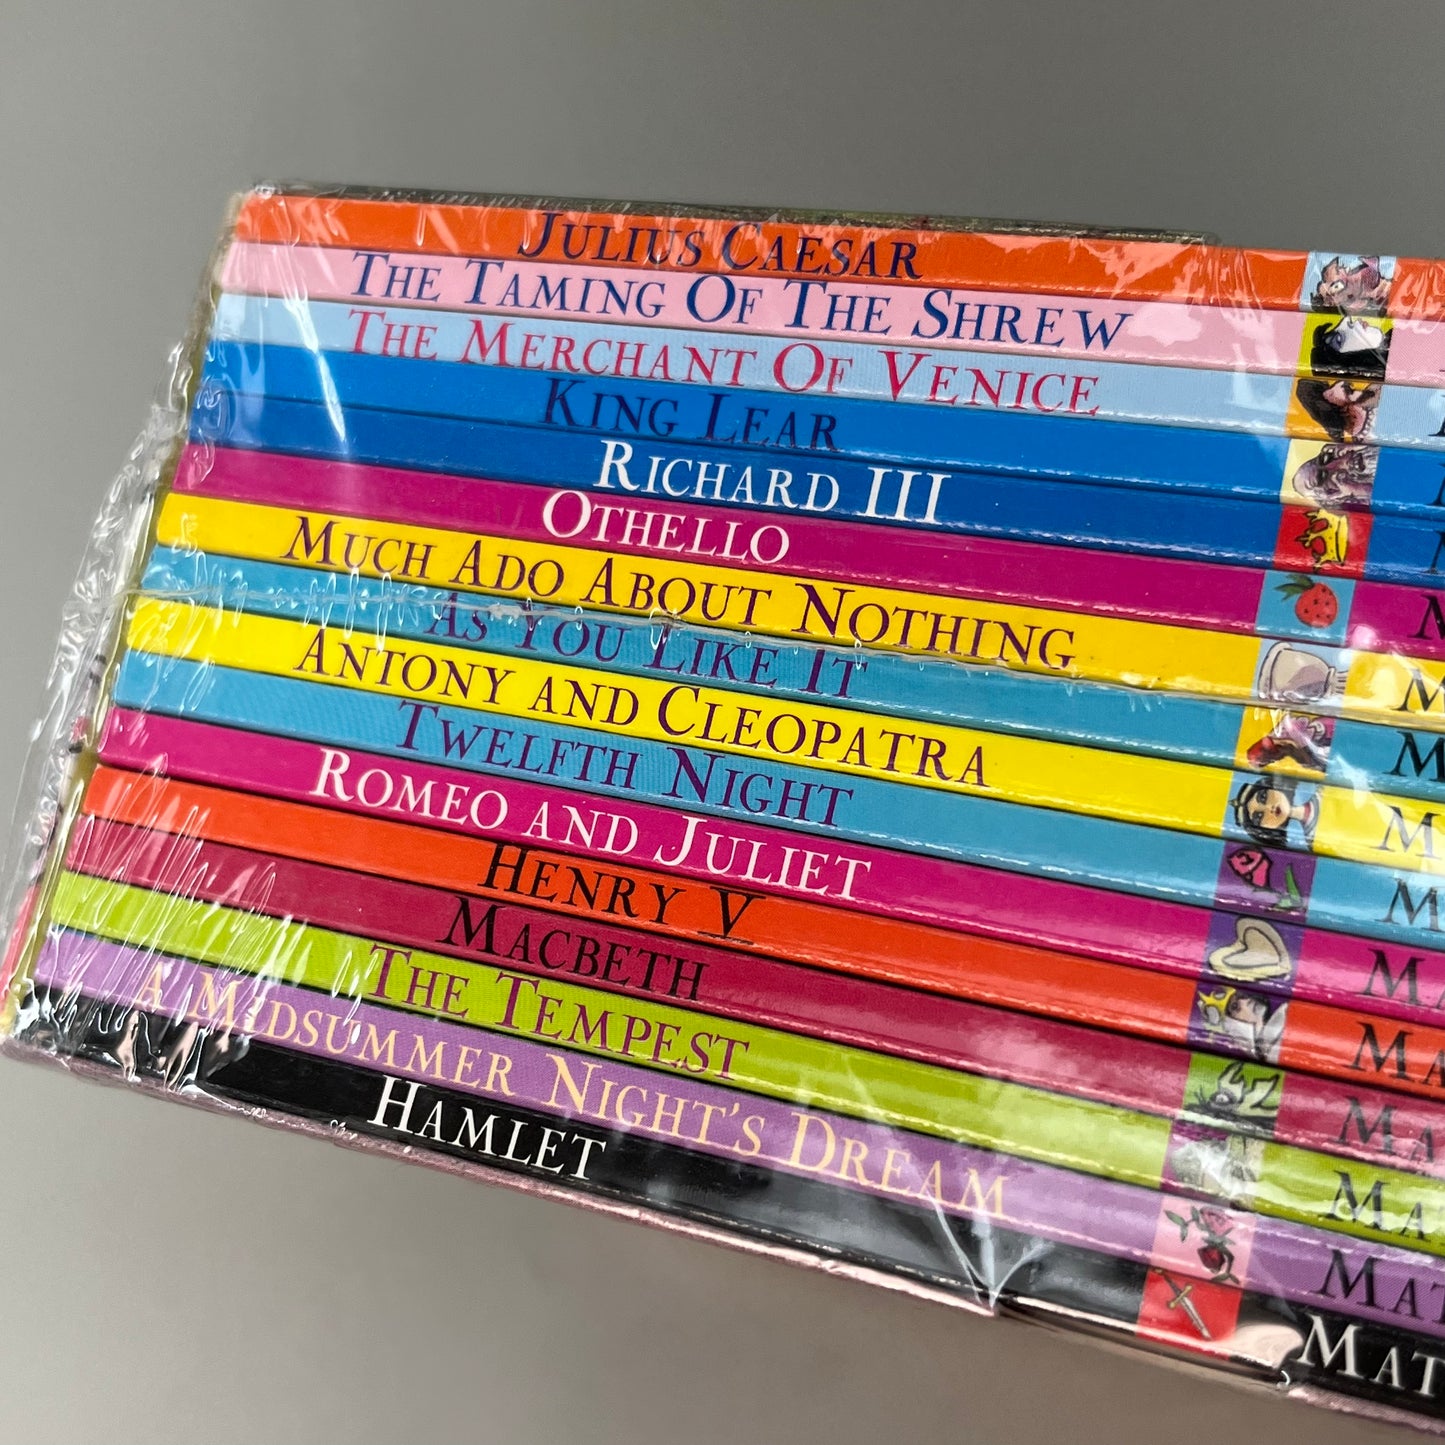 JULIUS CAESAR
THE TAMING OF THE SHREW
THE MERCHANT OF VENICE
KING LEAR
RICHARD III
OTHELLO
MUCH ADO ABOUT NOTHING
AS YOU LIKE IT
ANTONY AND CLEOPATRA
TWELFTH NIGHT
ROMEO AND JULIET
HENRY V
MACBETH
THE TEMPEST
A MIDSUMMER NIGHT'S DREAM
HAMLET